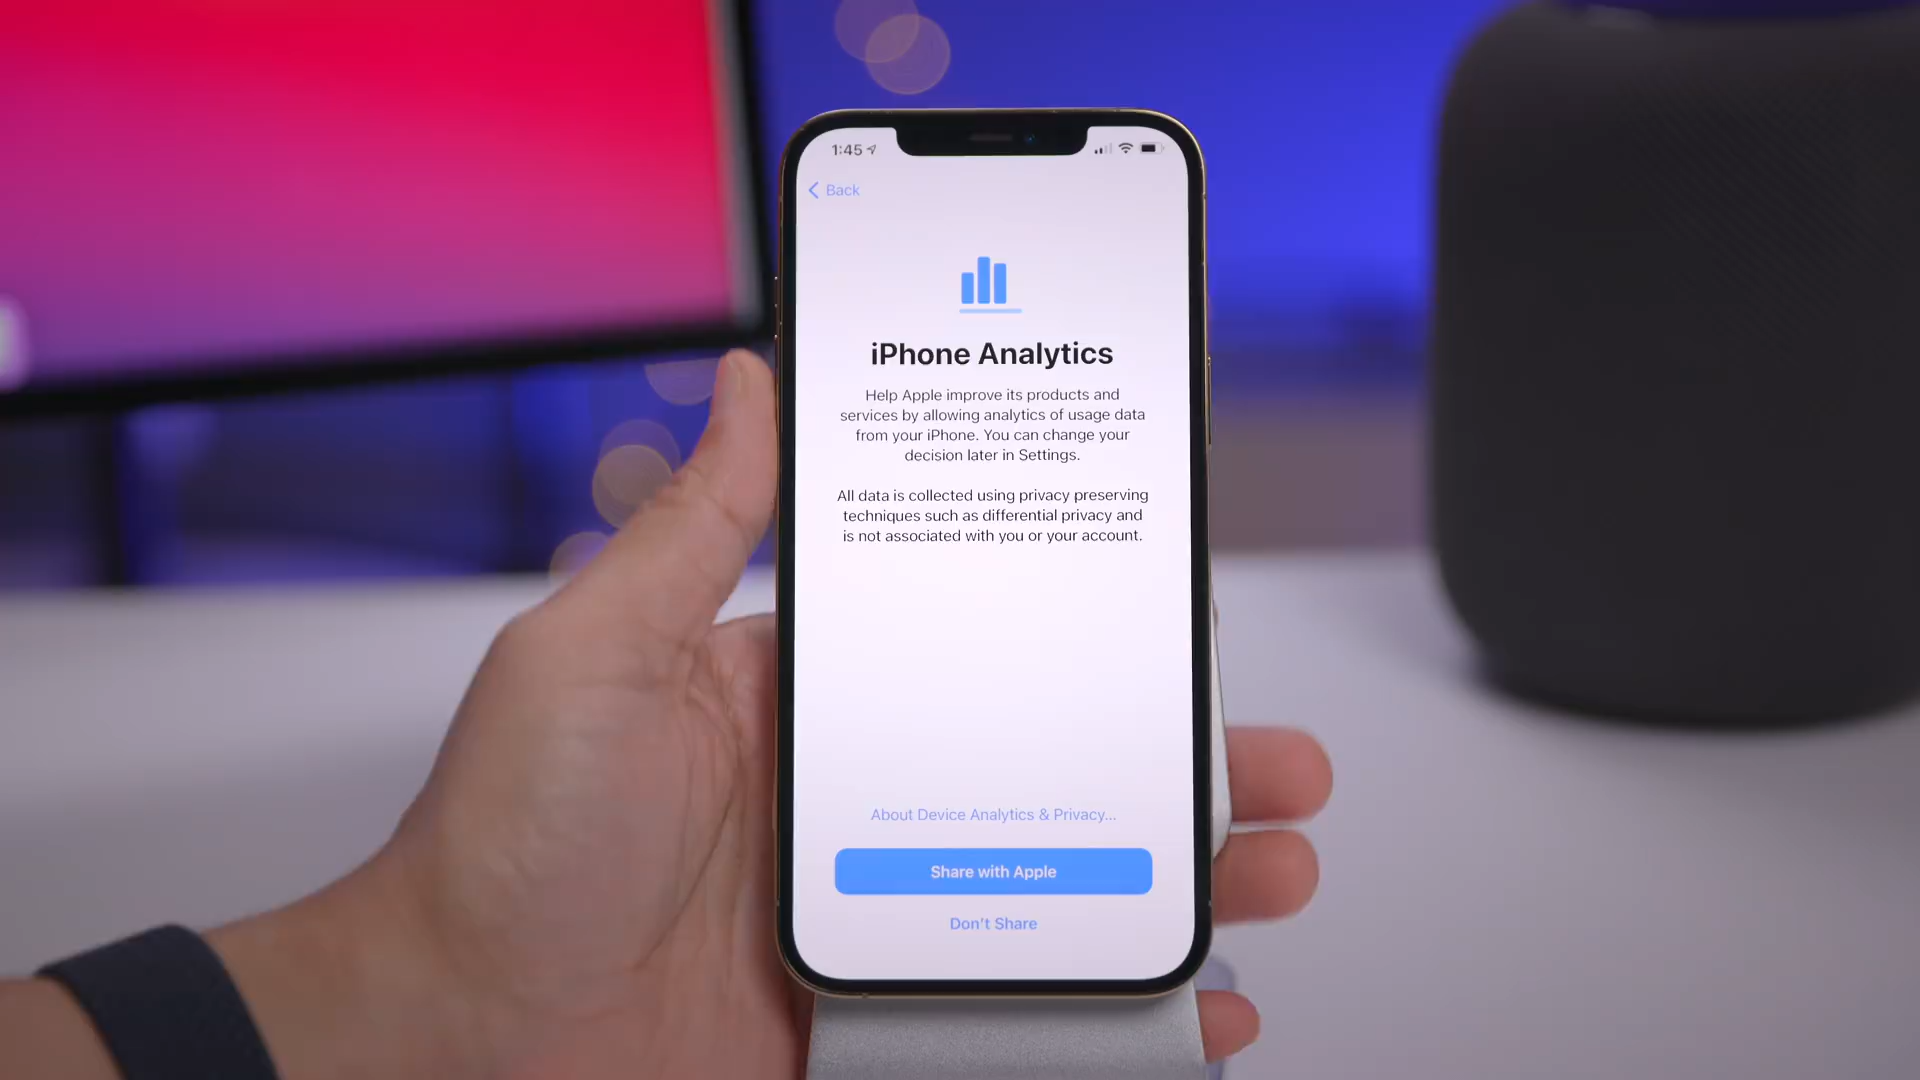 1:45
Back
iPhone Analytics
Help Apple improve its products and
services by allowing analytics of usage data
from your iPhone. You can change your
decision later in Settings.
All data is collected using privacy preserving
techniques such as differential privacy and
is not associated with you or your account.
About Device Analytics & Privacy...
Share with Apple
Don't Share